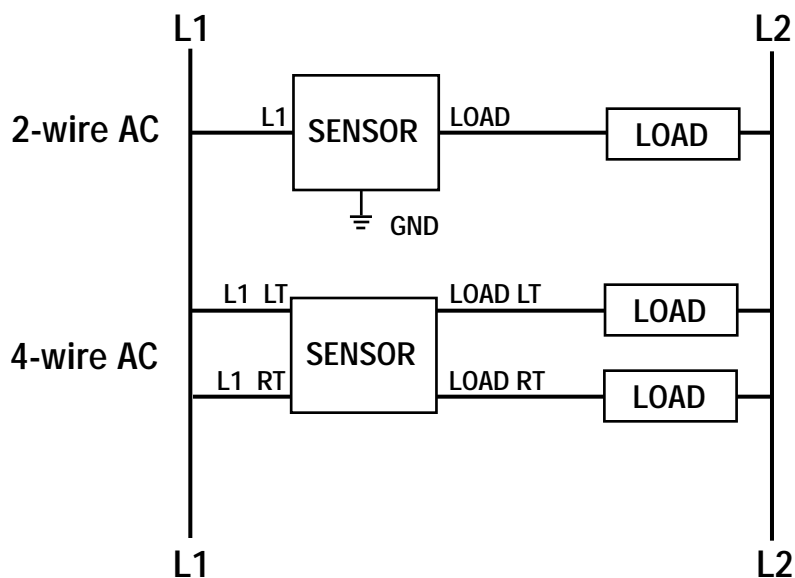 L1 L2
2-wire AC L1 SENSOR LOAD LOAD
GND
L1 LT LOAD LT LOAD
4-wire AC SENSOR
L1 RT LOAD RT LOAD
L1 L2